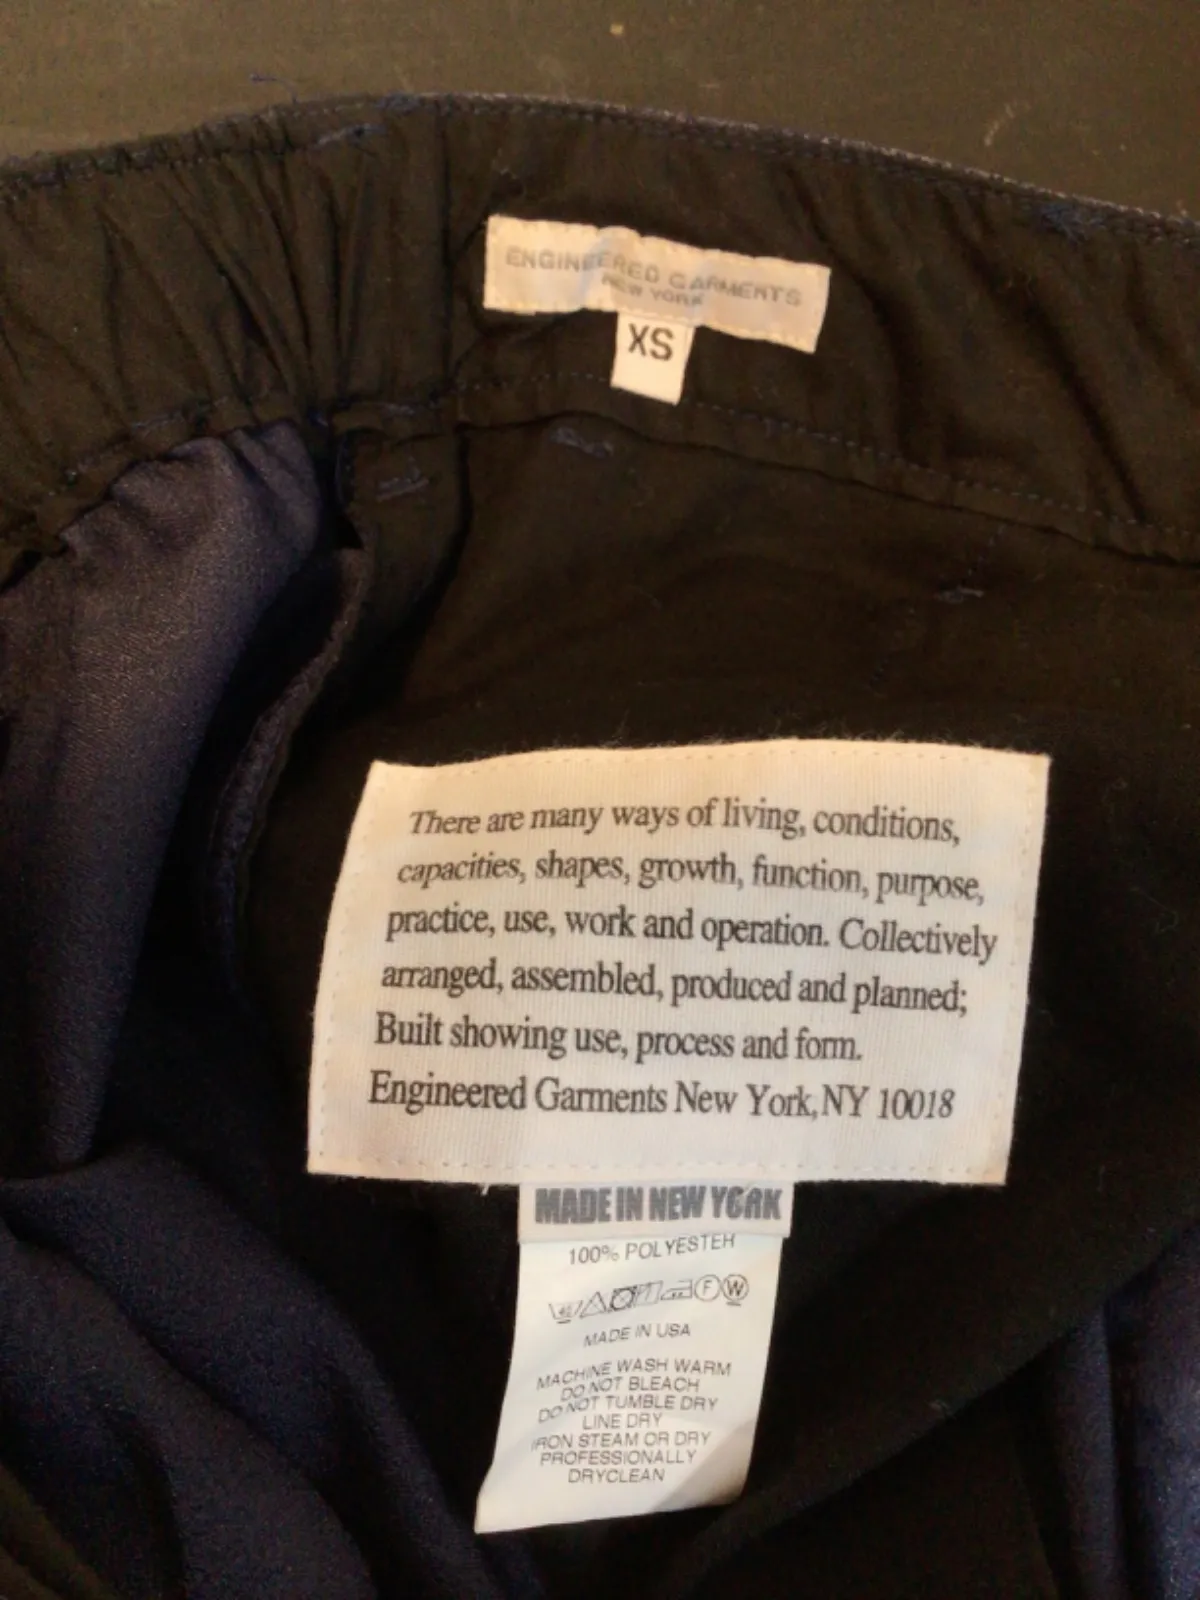 ENGINEERED GARMENTS
NEW YORK
XS
There are many ways of living, conditions,
capacities, shapes, growth, function, purpose,
practice, use, work and operation. Collectively
arranged, assembled, produced and planned;
Built showing use, process and form.
Engineered Garments New York, NY 10018
MADE IN NEW YORK
100% POLYESTER
F W
MADE IN USA
MACHINE WASH WARM
DO NOT BLEACH
DO NOT TUMBLE DRY
LINE DRY
IRON STEAM OR DRY
PROFESSIONALLY
DRYCLEAN